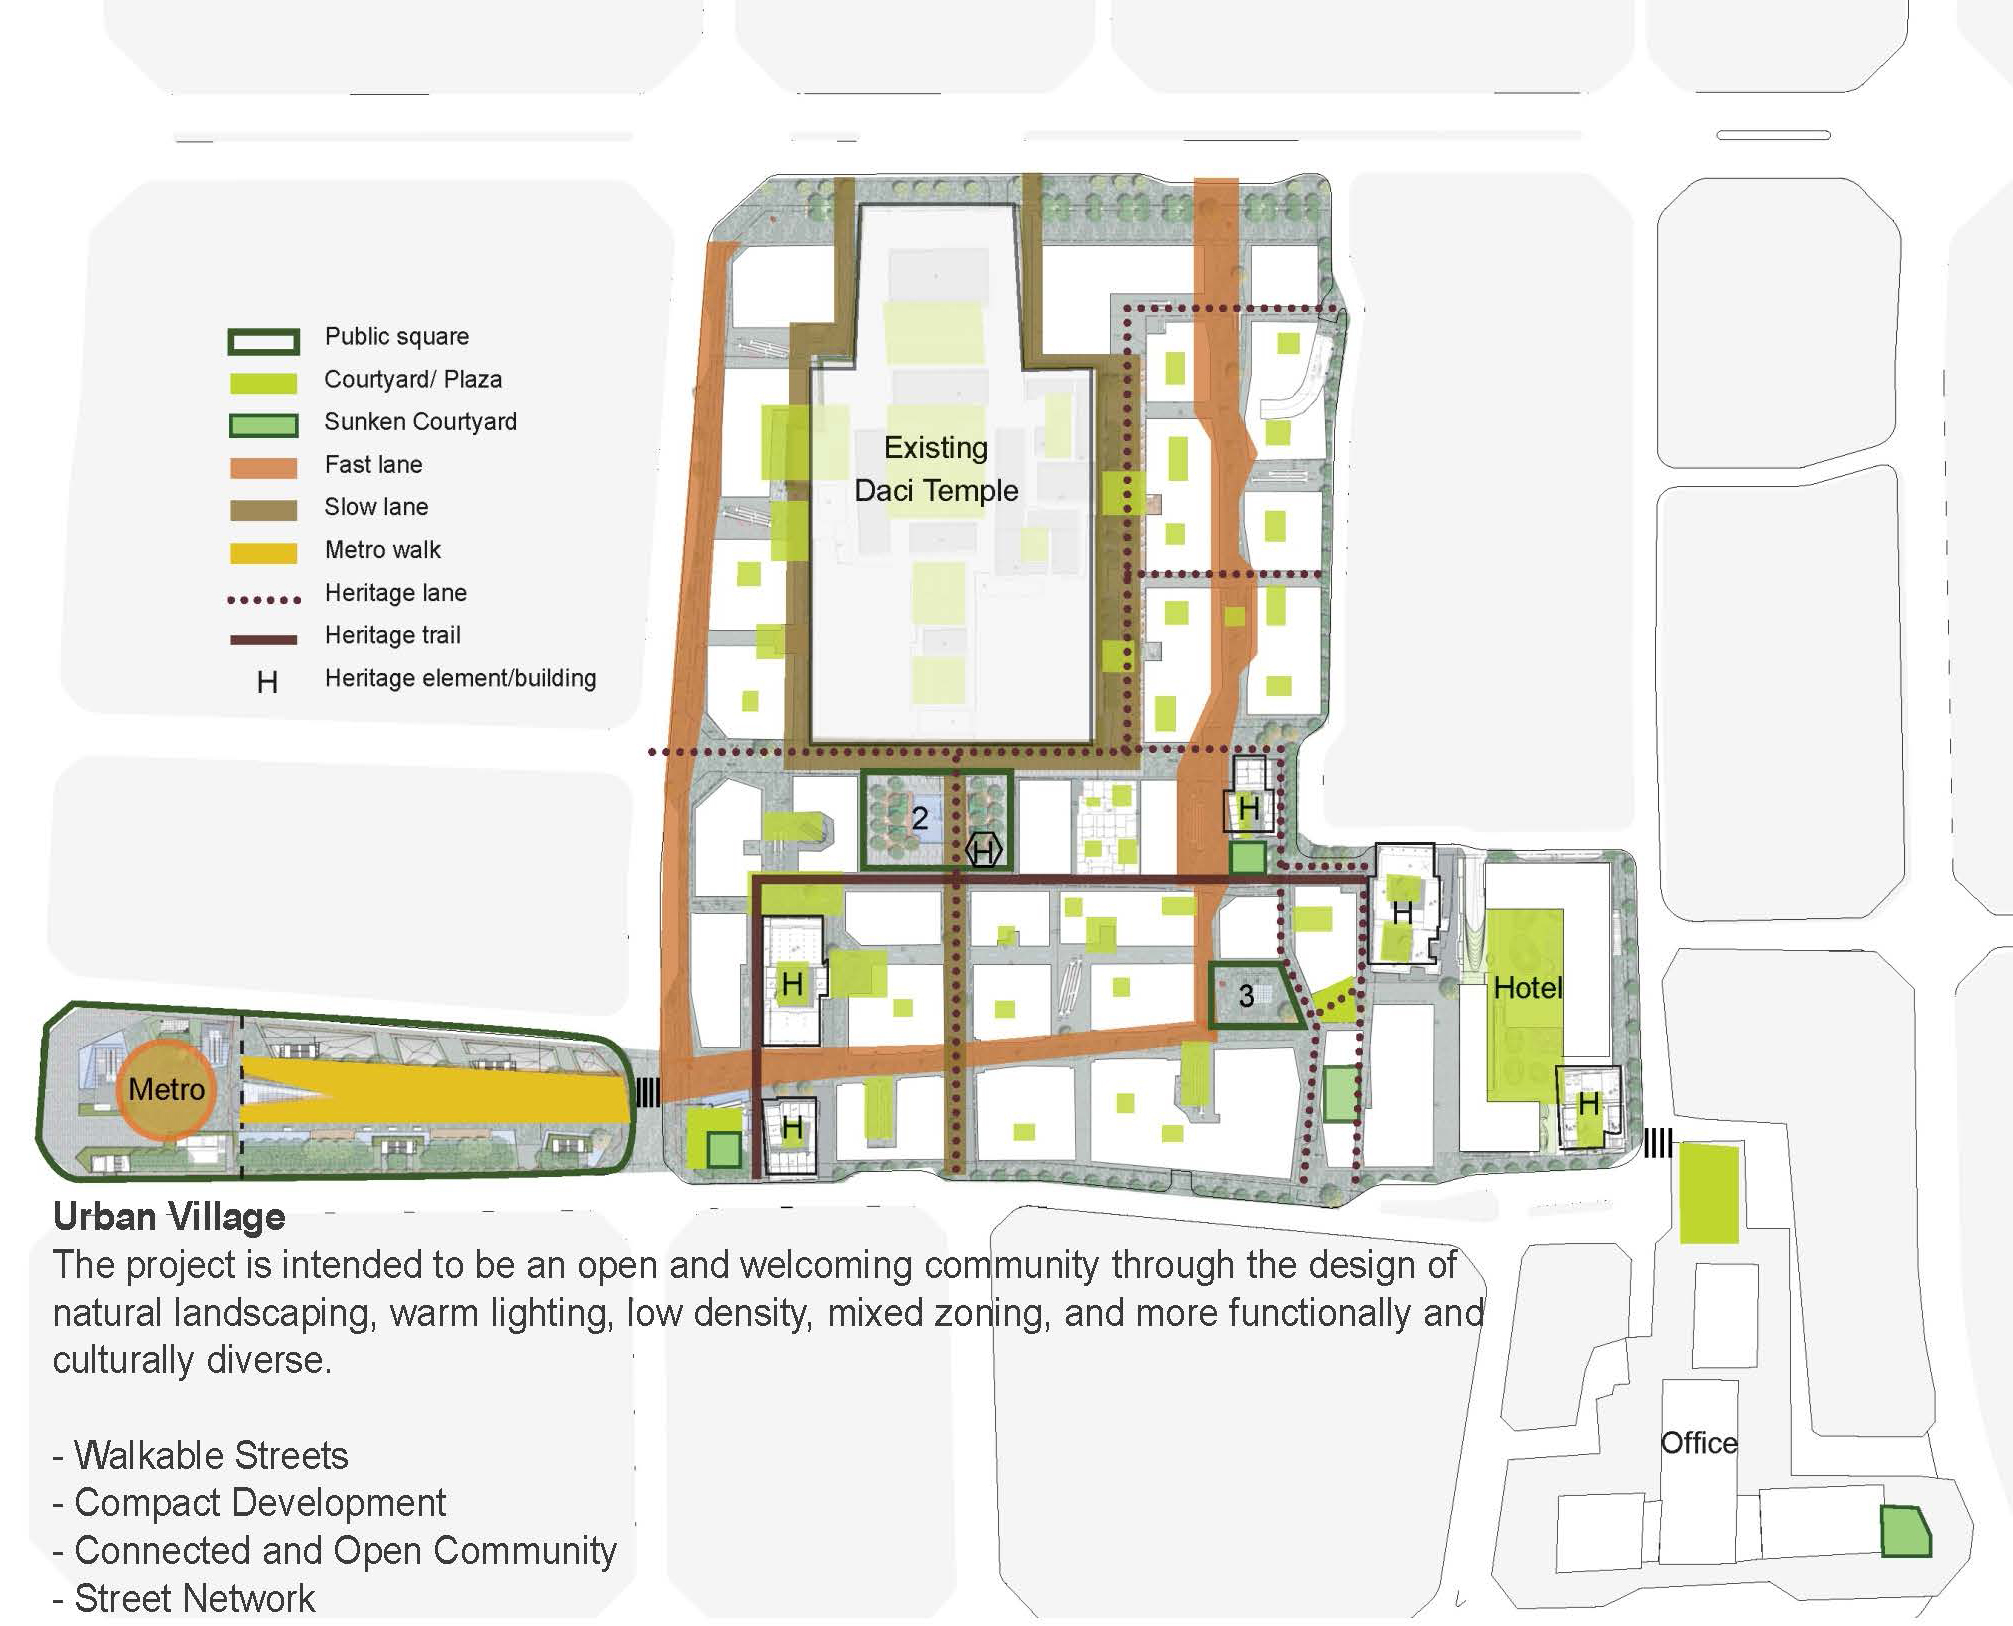 Public square
Courtyard/ Plaza
Sunken Courtyard
Fast lane
Slow lane
Metro walk
Heritage lane
Heritage trail
H Heritage element/building
Existing
Daci Temple
2
H
H
H
H
3
Hotel
Metro
H
H
Urban Village
The project is intended to be an open and welcoming community through the design of
natural landscaping, warm lighting, low density, mixed zoning, and more functionally and
culturally diverse.
- Walkable Streets
- Compact Development
- Connected and Open Community
- Street Network
Office